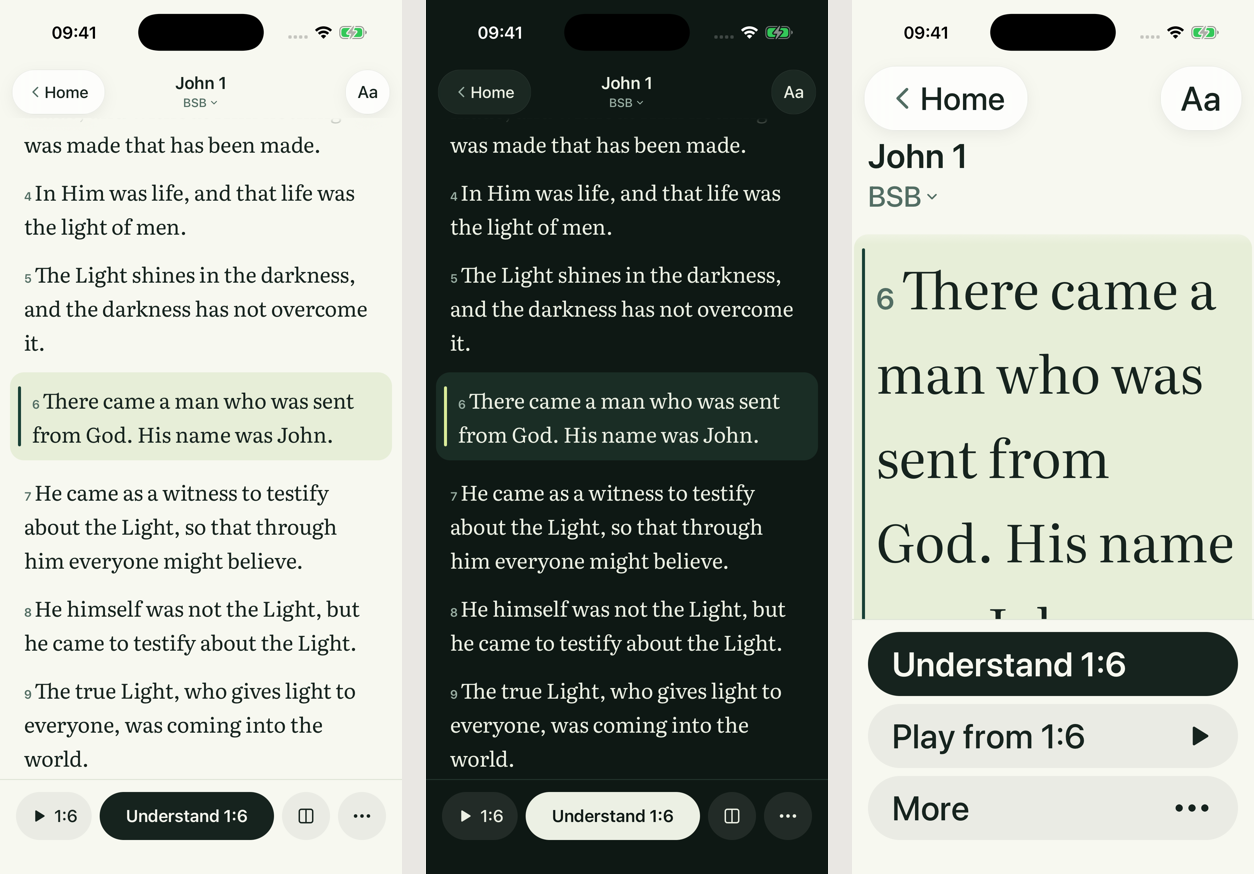 09:41
Home
John 1
BSB
Aa
was made that has been made.
4 In Him was life, and that life was
the light of men.
5 The Light shines in the darkness,
and the darkness has not overcome
it.
6 There came a man who was sent
from God. His name was John.
7 He came as a witness to testify
about the Light, so that through
him everyone might believe.
8 He himself was not the Light, but
he came to testify about the Light.
9 The true Light, who gives light to
everyone, was coming into the
world.
1:6
Understand 1:6
09:41
Home
John 1
BSB
Aa
was made that has been made.
4 In Him was life, and that life was
the light of men.
5 The Light shines in the darkness,
and the darkness has not overcome
it.
6 There came a man who was sent
from God. His name was John.
7 He came as a witness to testify
about the Light, so that through
him everyone might believe.
8 He himself was not the Light, but
he came to testify about the Light.
9 The true Light, who gives light to
everyone, was coming into the
world.
1:6
Understand 1:6
09:41
Home
Aa
John 1
BSB
6 There came a
man who was
sent from
God. His name
Understand 1:6
Play from 1:6
More